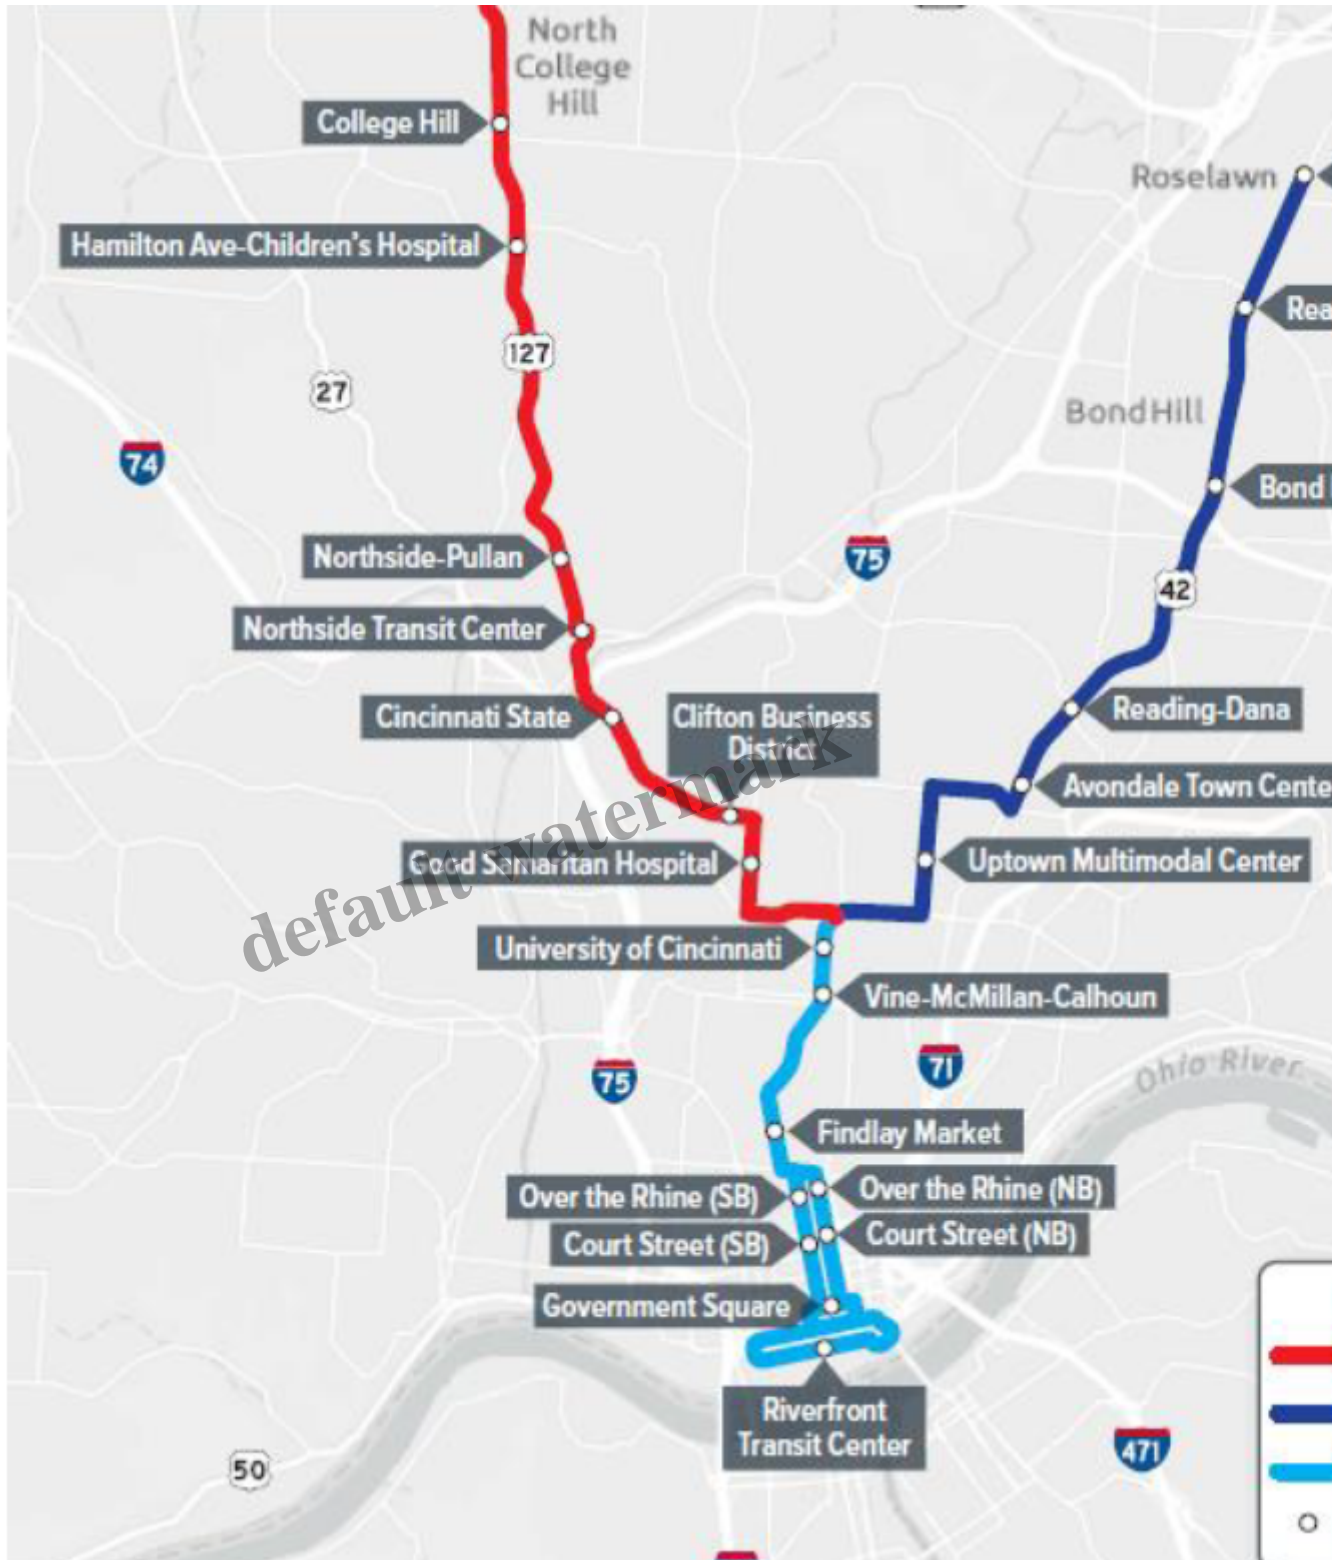 North
College
Hill
College Hill
Roselawn
Hamilton Ave-Children's Hospital
Rea
127
27
Bond Hill
74
Bond
Northside-Pullan
75
42
Northside Transit Center
Cincinnati State
Clifton Business
District
Reading-Dana
Avondale Town Cente
default watermark
Good Samaritan Hospital
Uptown Multimodal Center
University of Cincinnati
Vine-McMillan-Calhoun
75
71
Ohio River
Findlay Market
Over the Rhine (SB)
Over the Rhine (NB)
Court Street (SB)
Court Street (NB)
Government Square
Riverfront
Transit Center
50
471